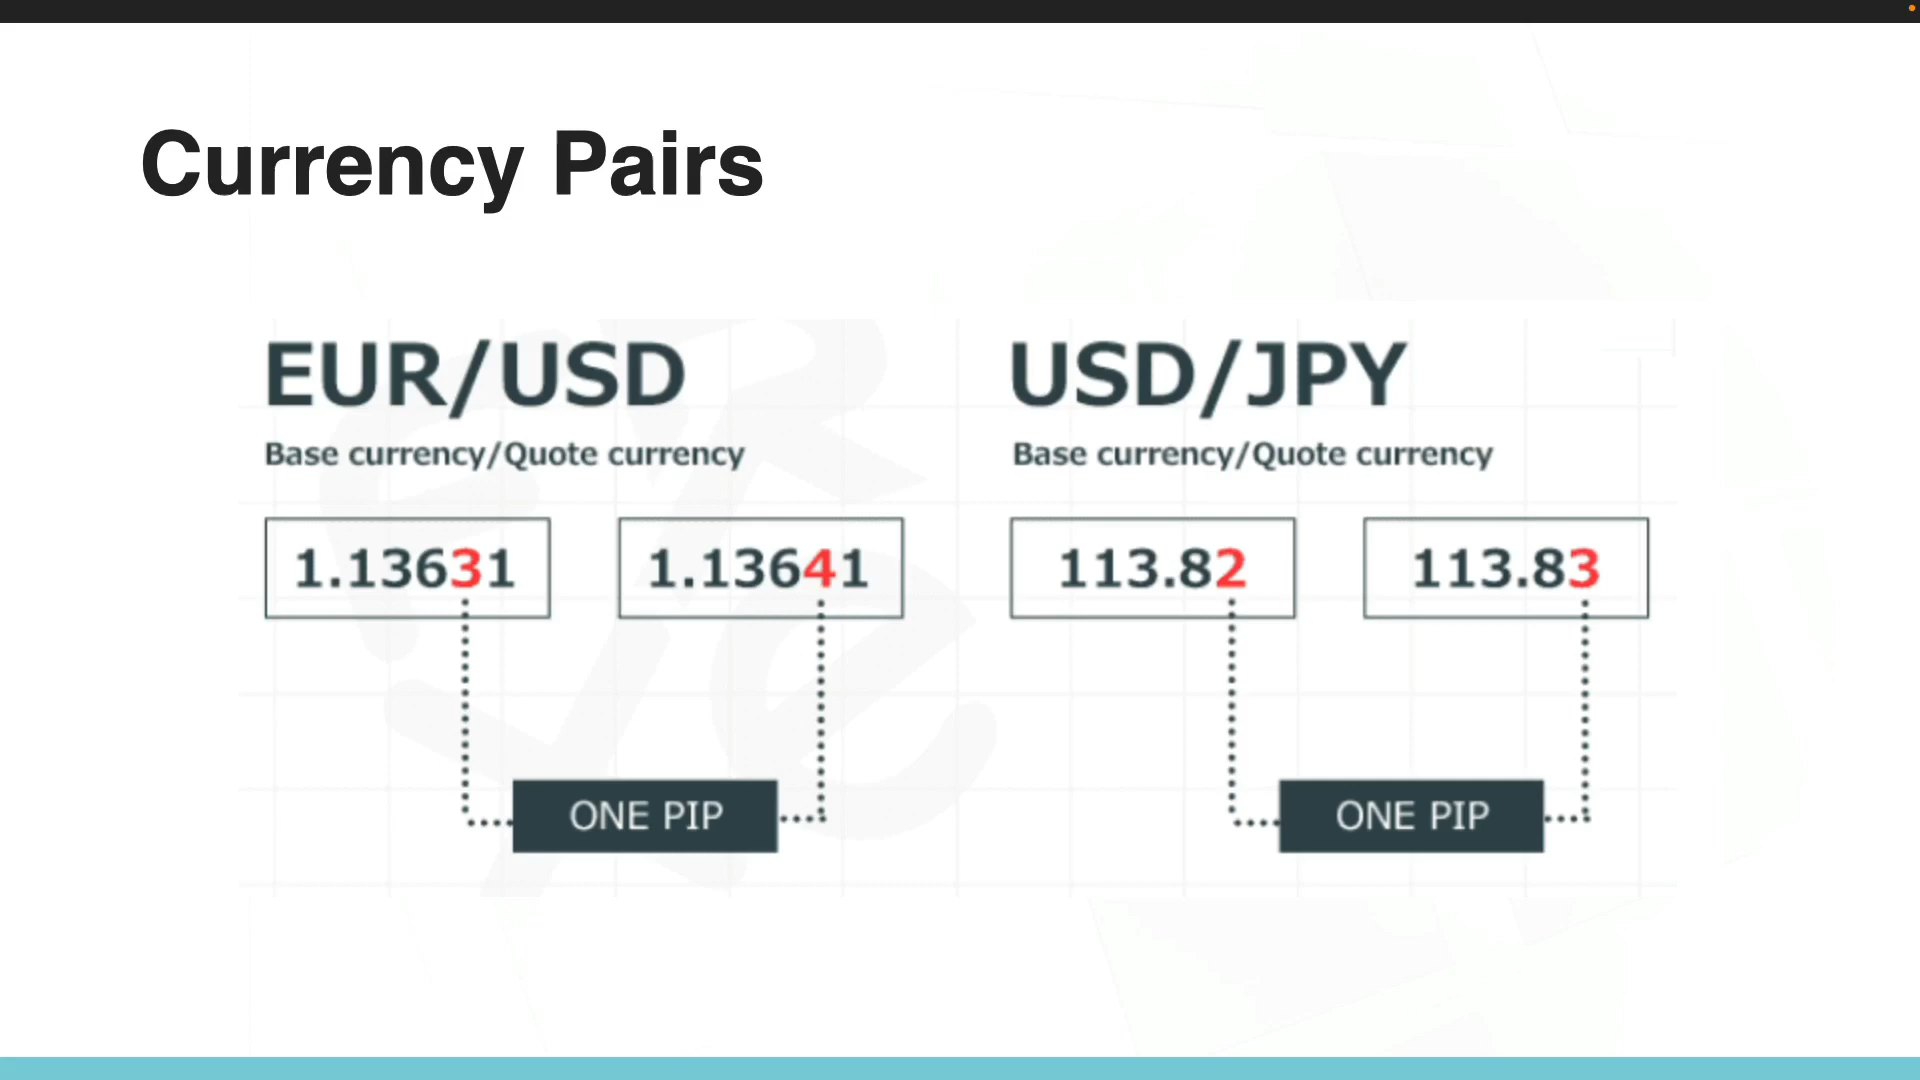 Currency Pairs
EUR/USD
Base currency/Quote currency
1.13631 1.13641
ONE PIP
USD/JPY
Base currency/Quote currency
113.82 113.83
ONE PIP